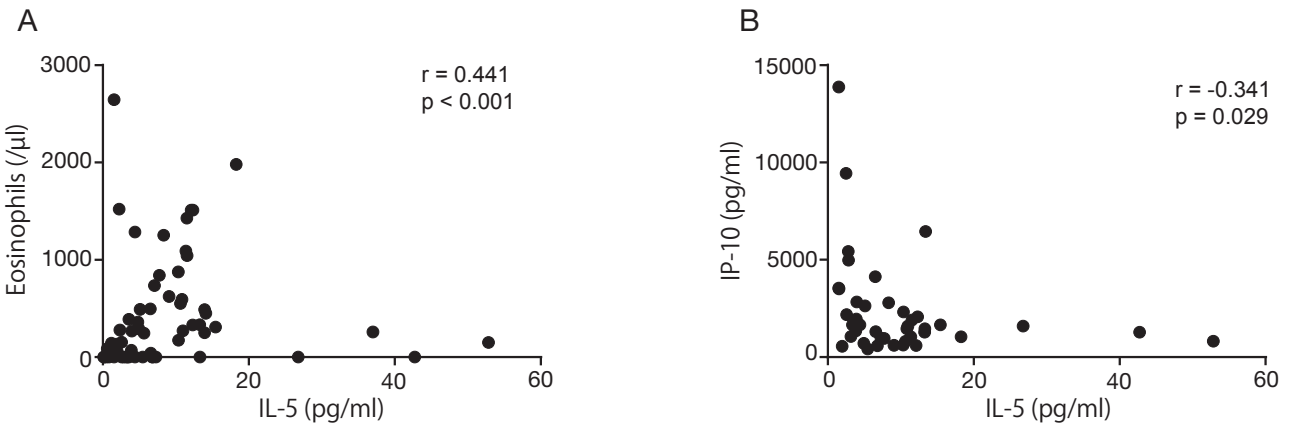 A
B
3000
2000
1000
0
Eosinophils (/µl)
r = 0.441
p < 0.001
0
20
40
60
IL-5 (pg/ml)
15000
10000
5000
0
IP-10 (pg/ml)
r = -0.341
p = 0.029
0
20
40
60
IL-5 (pg/ml)